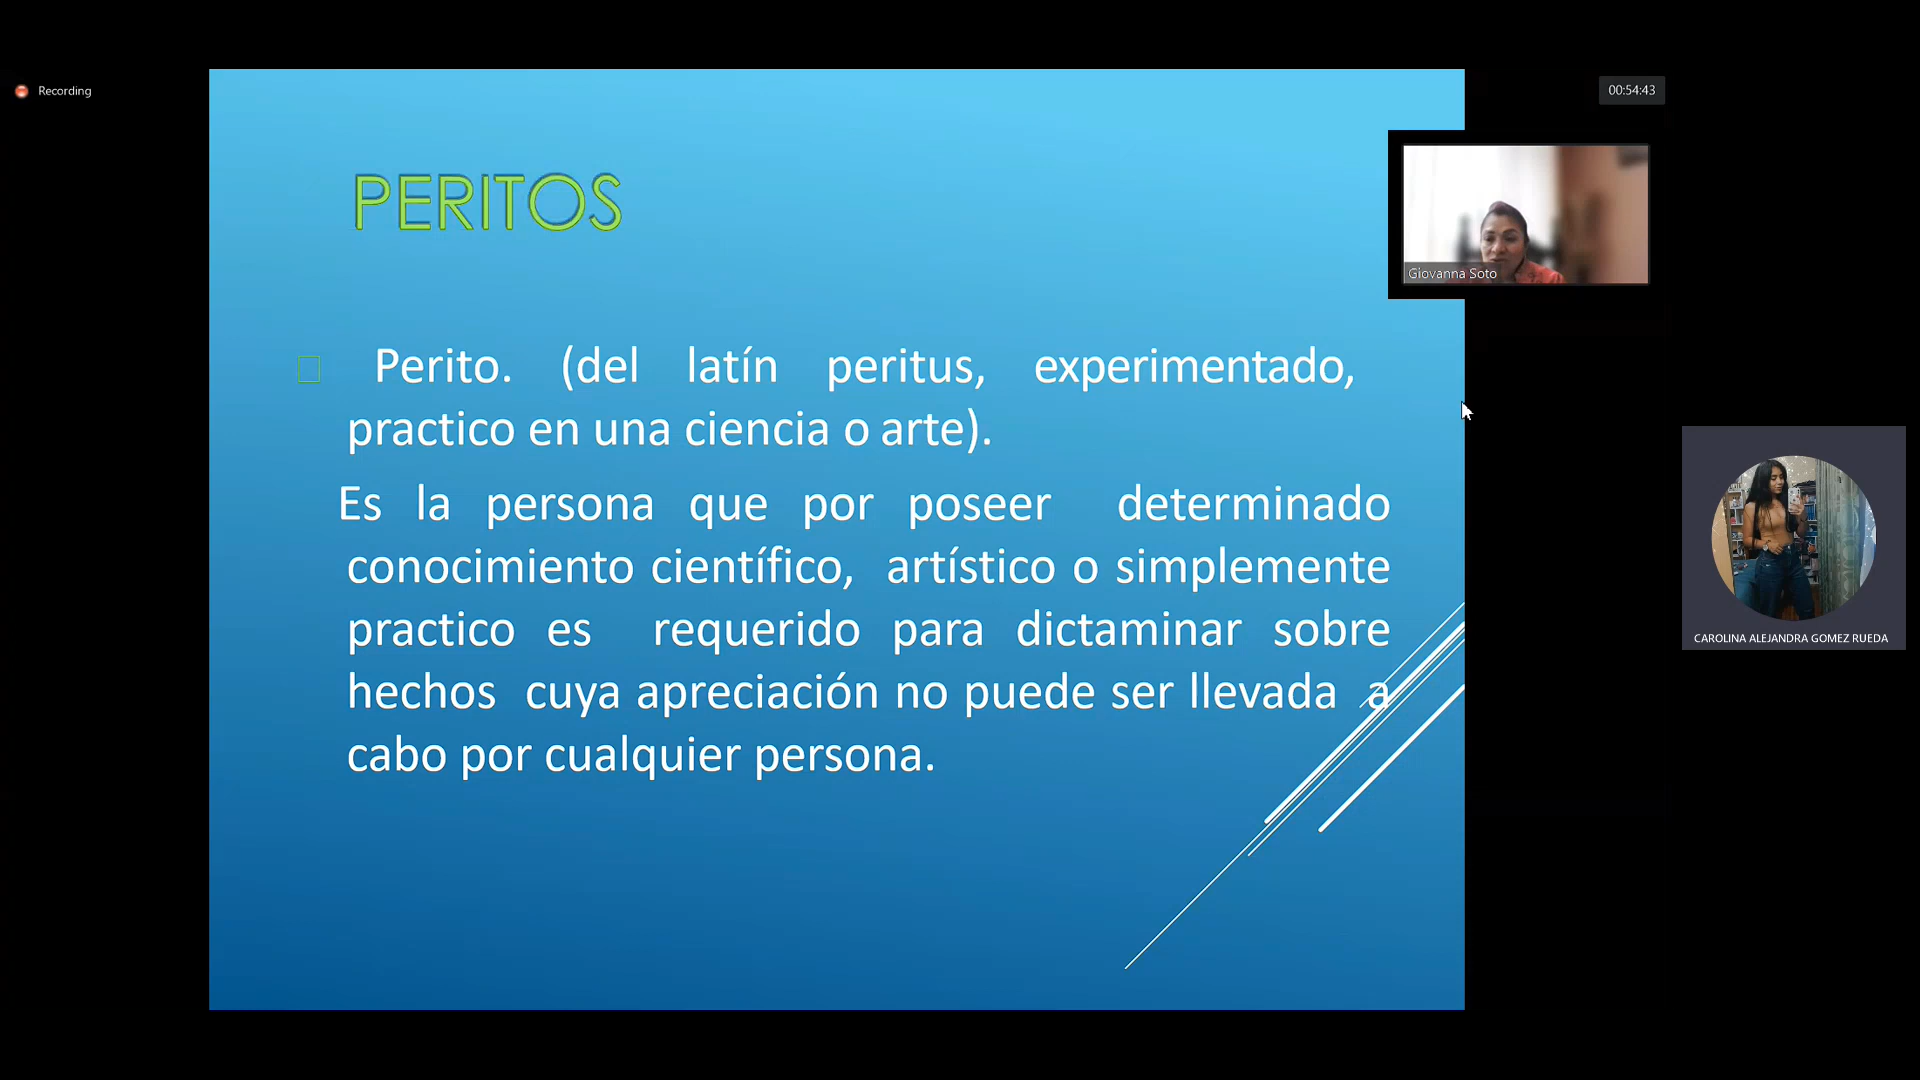 Recording
00:54:43
PERITOS
Giovanna Soto
Perito. (del latín peritus, experimentado,
practico en una ciencia o arte).
Es la persona que por poseer determinado
conocimiento científico, artístico o simplemente
practico es requerido para dictaminar sobre
hechos cuya apreciación no puede ser llevada a
cabo por cualquier persona.
CAROLINA ALEJANDRA GOMEZ RUEDA